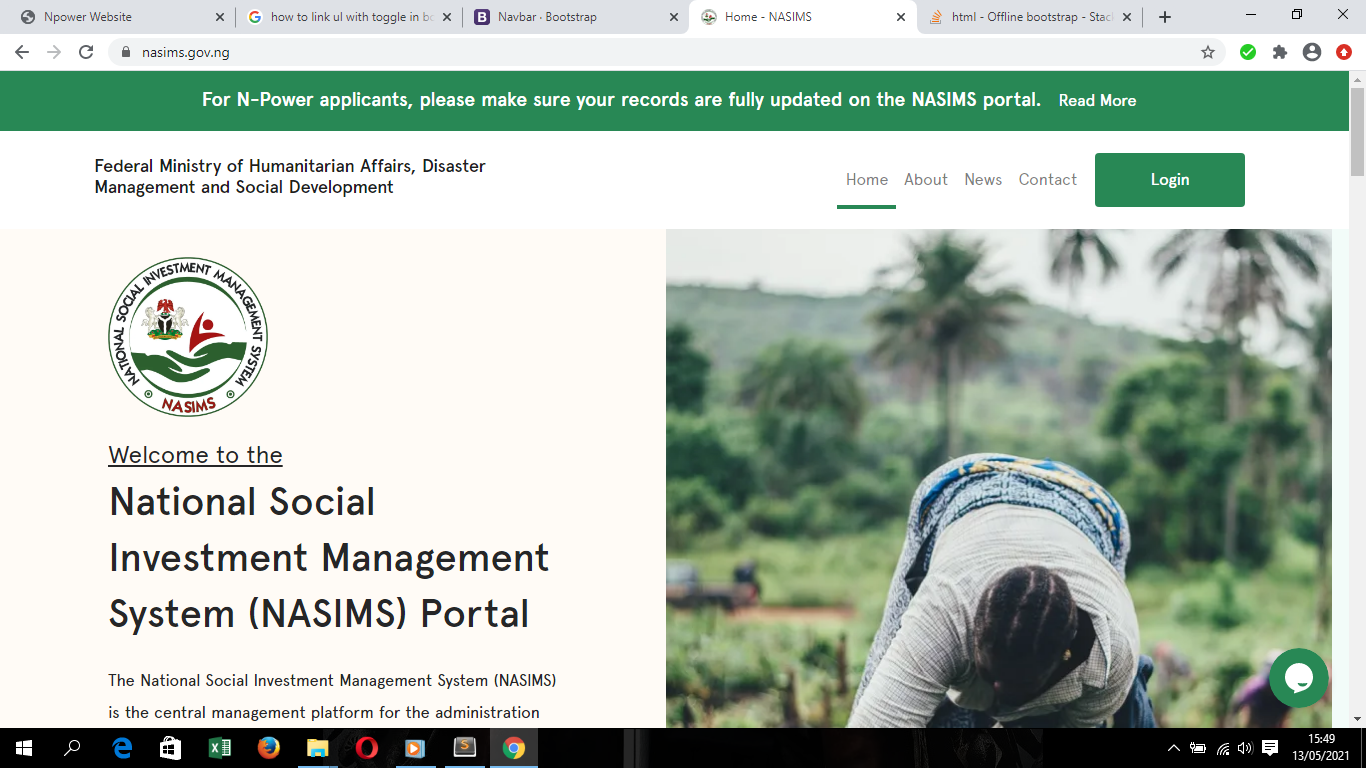 Npower Website
how to link ul with toggle in bo
Navbar · Bootstrap
Home - NASIMS
html - Offline bootstrap - Stac
nasims.gov.ng
For N-Power applicants, please make sure your records are fully updated on the NASIMS portal. Read More
Federal Ministry of Humanitarian Affairs, Disaster
Management and Social Development
Home About News Contact Login
NATIONAL SOCIAL INVESTMENT MANAGEMENT SYSTEM
NASIMS
Welcome to the
National Social
Investment Management
System (NASIMS) Portal
The National Social Investment Management System (NASIMS)
is the central management platform for the administration
15:49
13/05/2021